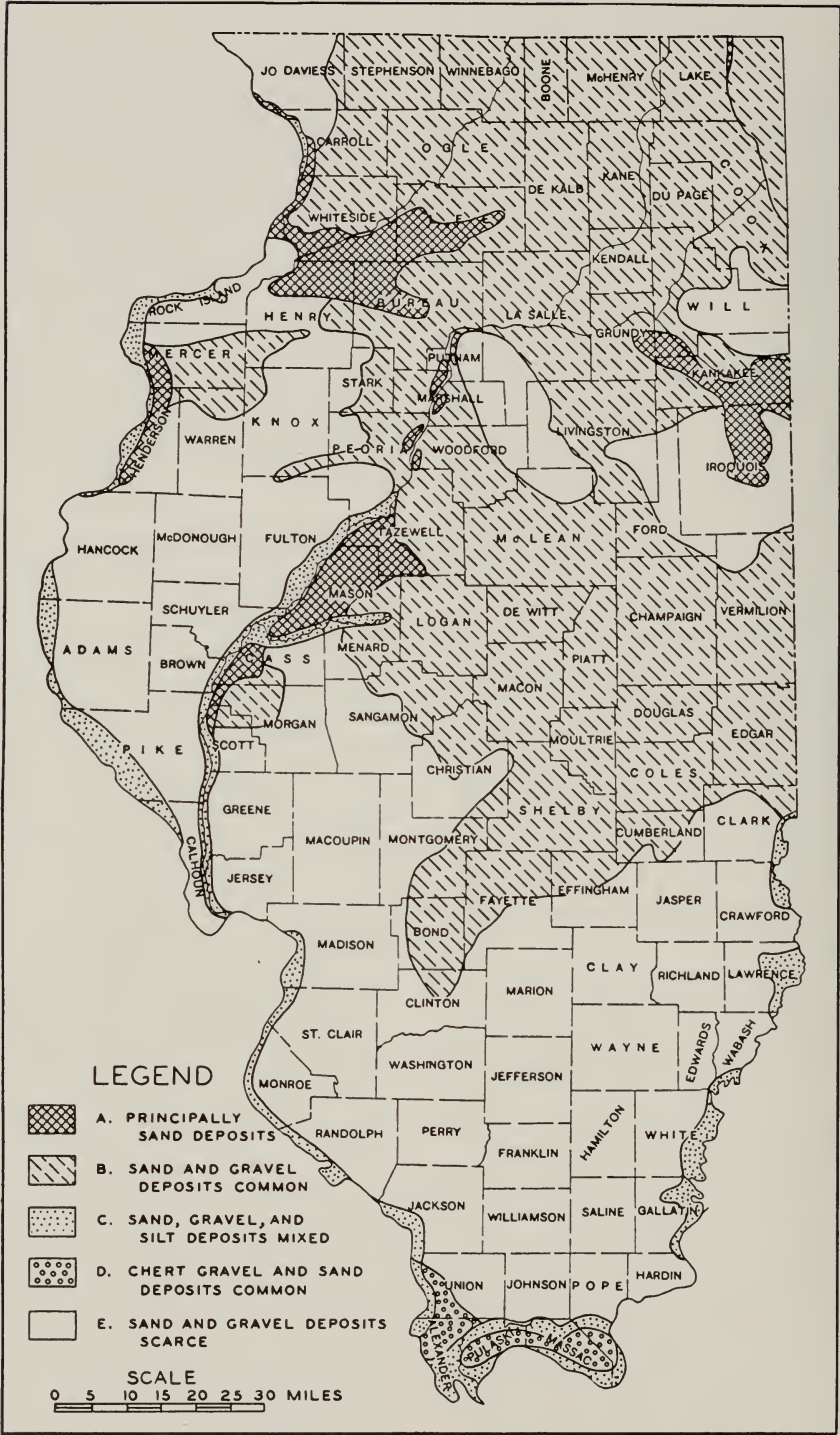 JO DAVIESS STEPHENSON WINNEBAGO BOONE McHENRY LAKE
CARROLL OGLE DE KALB KANE COOK
WHITESIDE LEE DU PAGE
KENDALL
ROCK ISLAND HENRY BUREAU LA SALLE GRUNDY WILL
MERCER PUTNAM KANKAKEE
STARK MARSHALL
HENDERSON WARREN KNOX PEORIA WOODFORD LIVINGSTON IROQUOIS
HANCOCK McDONOUGH FULTON TAZEWELL McLEAN FORD
MASON
SCHUYLER LOGAN DE WITT CHAMPAIGN VERMILION
ADAMS BROWN CASS MENARD PIATT
MACON
MORGAN SANGAMON DOUGLAS EDGAR
PIKE SCOTT MOULTRIE
CHRISTIAN COLES
GREENE SHELBY CLARK
CALHOUN MACOUPIN MONTGOMERY CUMBERLAND
JERSEY FAYETTE EFFINGHAM JASPER CRAWFORD
MADISON BOND
CLINTON MARION CLAY RICHLAND LAWRENCE
ST. CLAIR WAYNE EDWARDS WABASH
WASHINGTON JEFFERSON
MONROE
RANDOLPH PERRY FRANKLIN HAMILTON WHITE
JACKSON WILLIAMSON SALINE GALLATIN
UNION JOHNSON POPE HARDIN
ALEXANDER PULASKI MASSAC
LEGEND
A. PRINCIPALLY
SAND DEPOSITS
B. SAND AND GRAVEL
DEPOSITS COMMON
C. SAND, GRAVEL, AND
SILT DEPOSITS MIXED
D. CHERT GRAVEL AND SAND
DEPOSITS COMMON
E. SAND AND GRAVEL DEPOSITS
SCARCE
SCALE
0 5 10 15 20 25 30 MILES